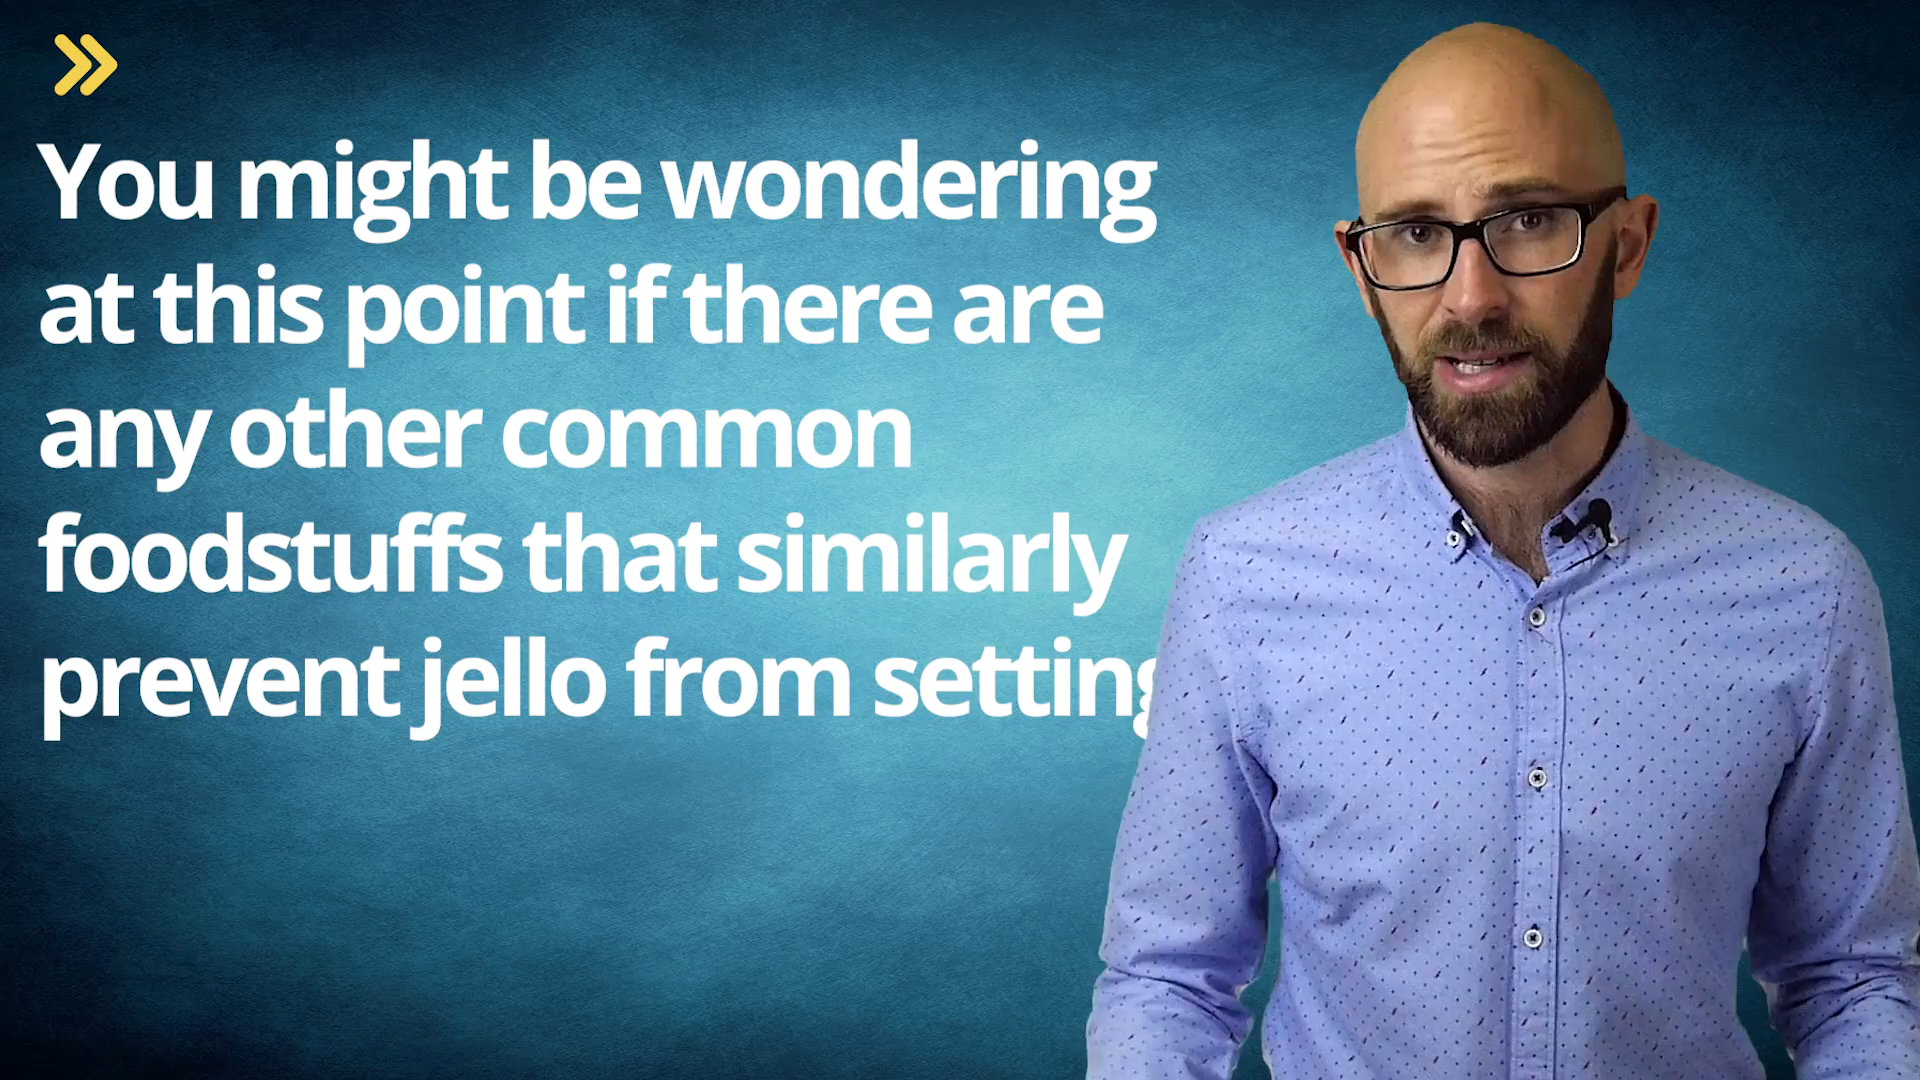 You might be wondering
at this point if there are
any other common
foodstuffs that similarly
prevent jello from setting